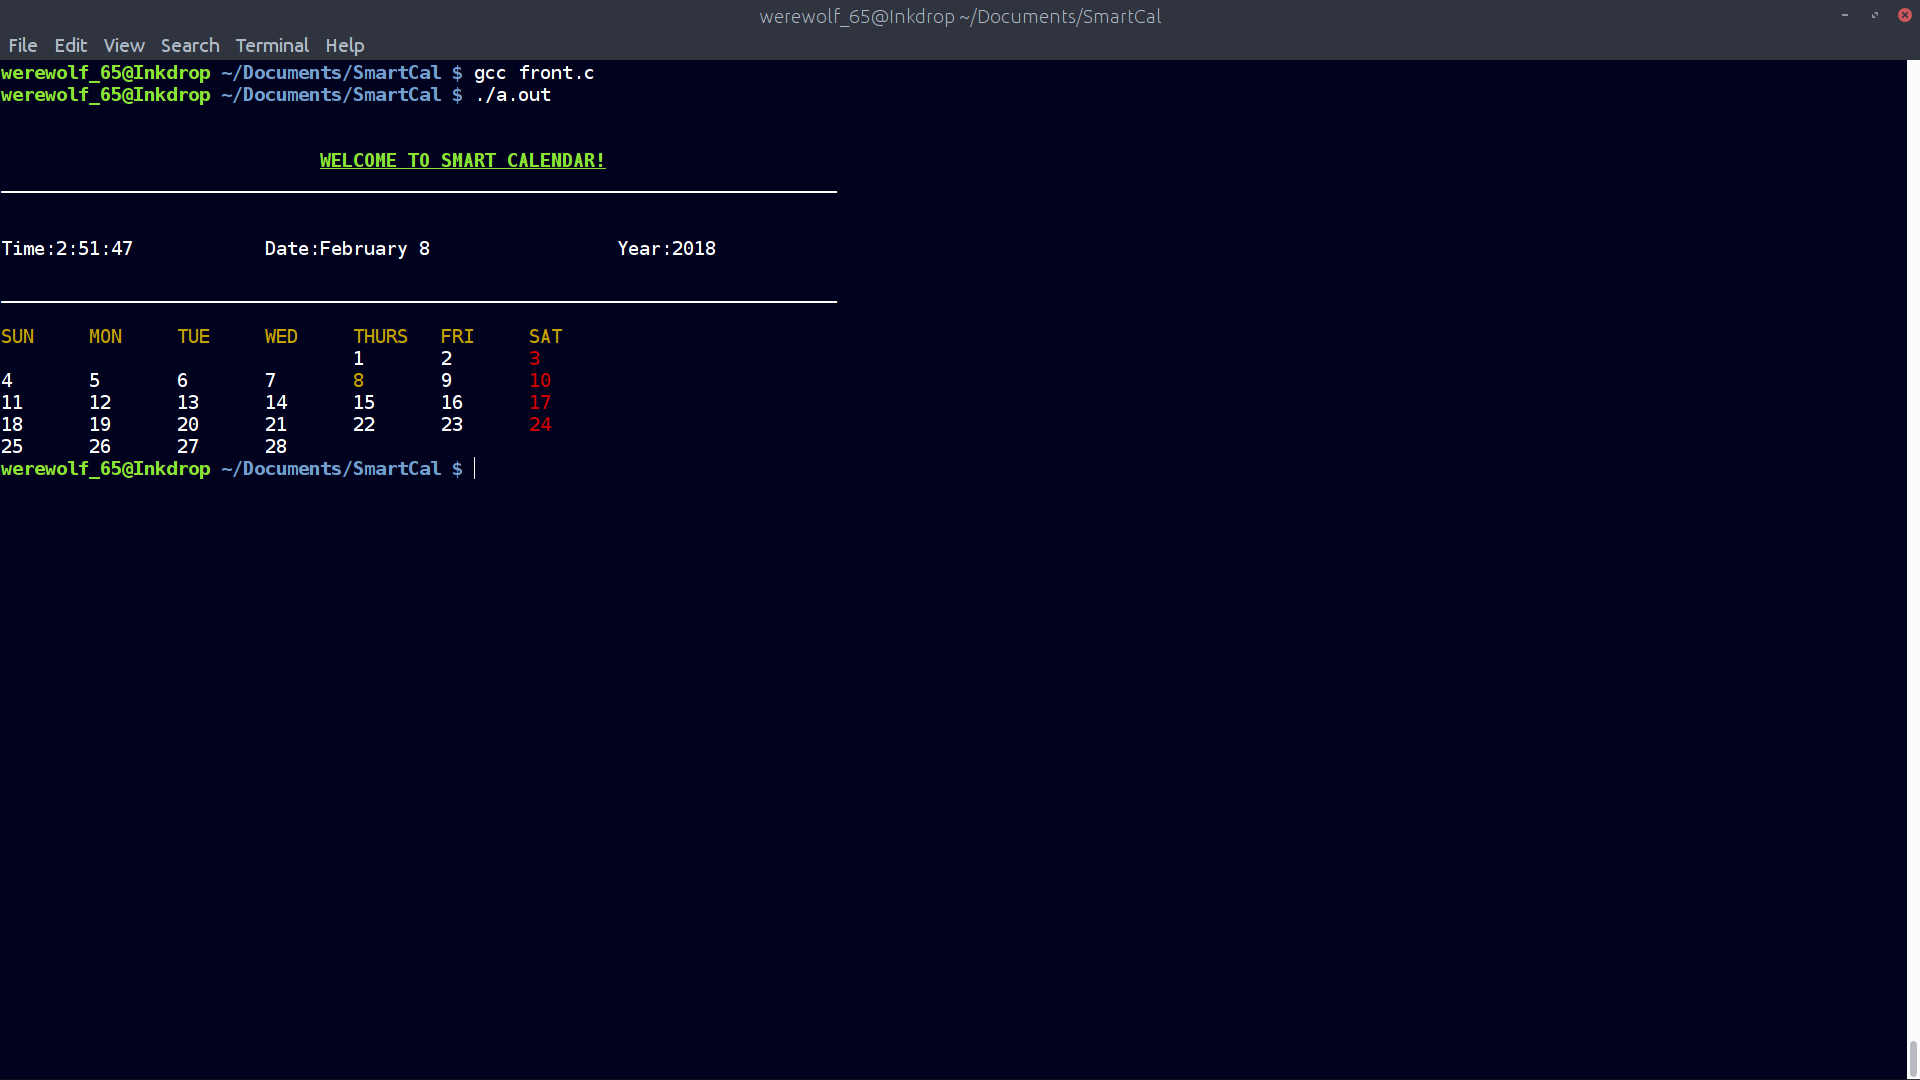 werewolf_65@Inkdrop ~/Documents/SmartCal
File Edit View Search Terminal Help
werewolf_65@Inkdrop ~/Documents/SmartCal $ gcc front.c
werewolf_65@Inkdrop ~/Documents/SmartCal $ ./a.out
WELCOME TO SMART CALENDAR!
Time:2:51:47 Date:February 8 Year:2018
SUN MON TUE WED THURS FRI SAT
1 2 3
4 5 6 7 8 9 10
11 12 13 14 15 16 17
18 19 20 21 22 23 24
25 26 27 28
werewolf_65@Inkdrop ~/Documents/SmartCal $